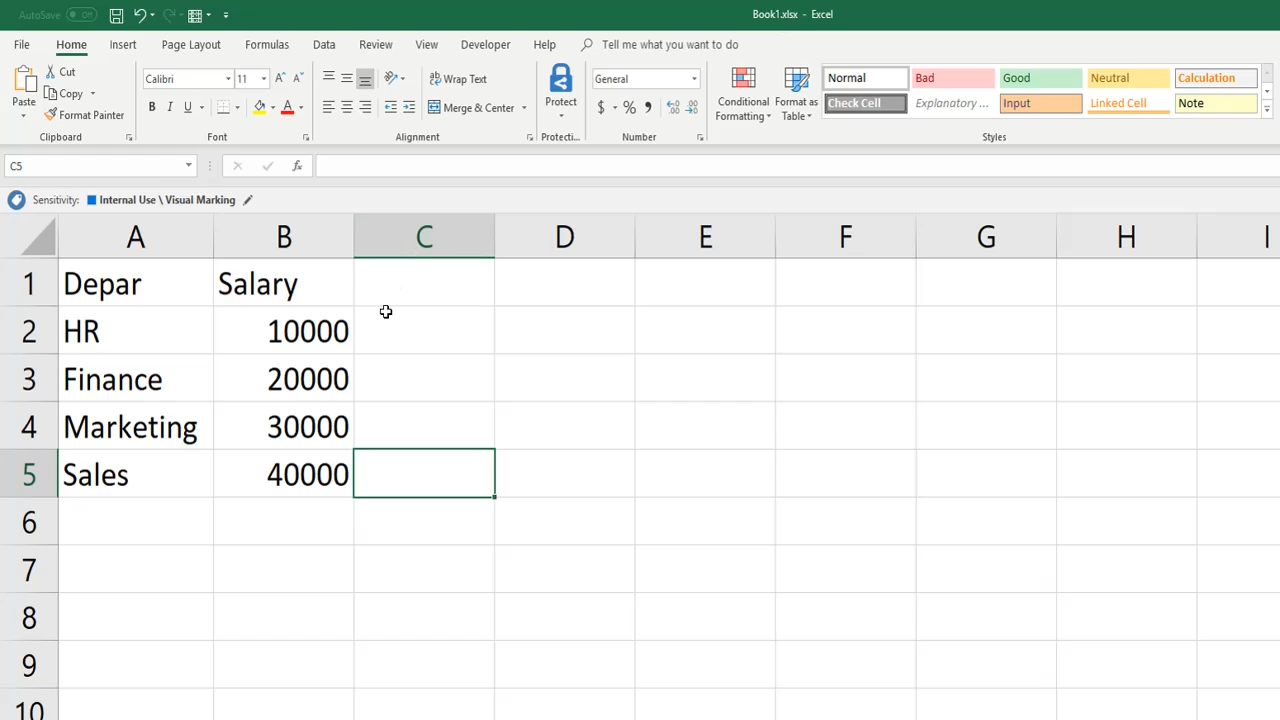 AutoSave Off
Book1.xlsx - Excel
File Home Insert Page Layout Formulas Data Review View Developer Help Tell me what you want to do
Paste
Cut
Copy
Format Painter
Clipboard
Calibri 11
B I U
Font
Wrap Text
Merge & Center
Alignment
Protect
Protecti...
General
$ % ,
Number
Conditional Formatting
Format as Table
Normal Bad Good Neutral Calculation
Check Cell Explanatory ... Input Linked Cell Note
Styles
C5 fx
Sensitivity: Internal Use \ Visual Marking
A B C D E F G H I
1 Depar Salary
2 HR 10000
3 Finance 20000
4 Marketing 30000
5 Sales 40000
6
7
8
9
10